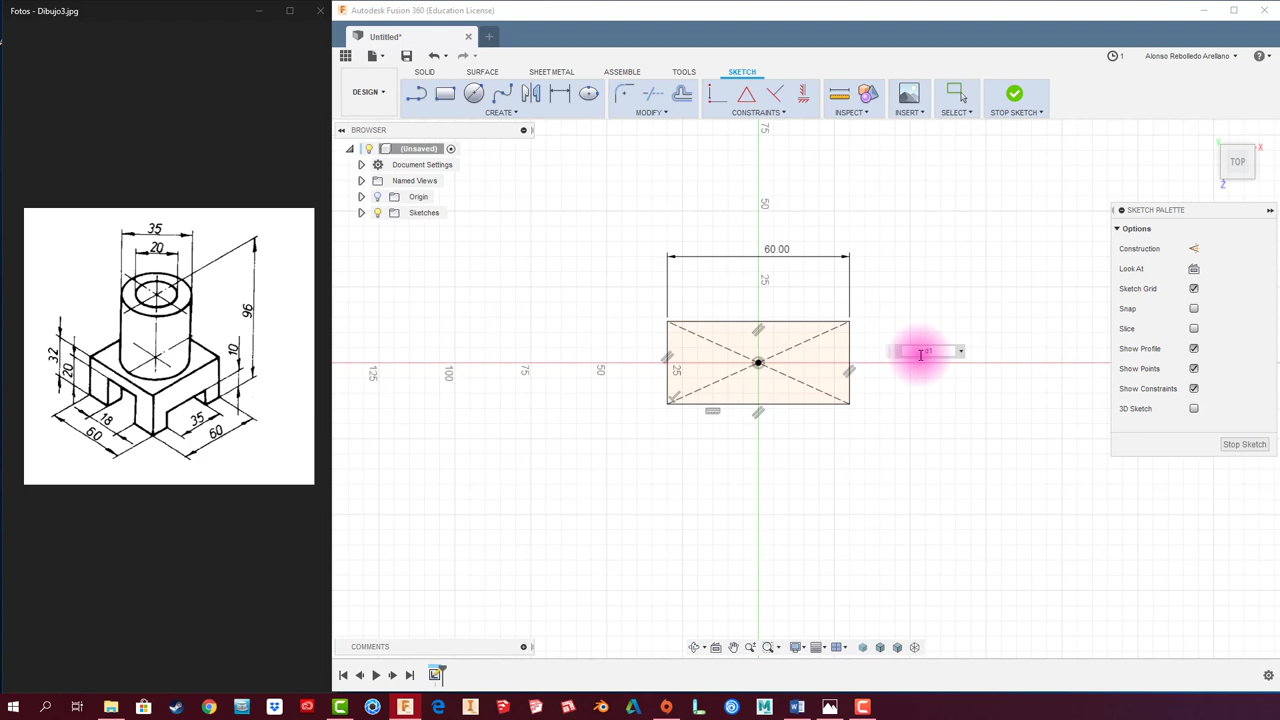 Fotos - Dibujo3.jpg
Autodesk Fusion 360 (Education License)
Untitled*
1
Alonso Rebolledo Arellano
DESIGN
SOLID
SURFACE
SHEET METAL
ASSEMBLE
TOOLS
SKETCH
CREATE
MODIFY
CONSTRAINTS
INSPECT
INSERT
SELECT
STOP SKETCH
BROWSER
(Unsaved)
Document Settings
Named Views
Origin
Sketches
35
20
96
32
20
10
18
60
35
60
75
50
25
60.00
125
100
75
50
25
d1
X
TOP
Z
SKETCH PALETTE
Options
Construction
Look At
Sketch Grid
Snap
Slice
Show Profile
Show Points
Show Constraints
3D Sketch
Stop Sketch
COMMENTS